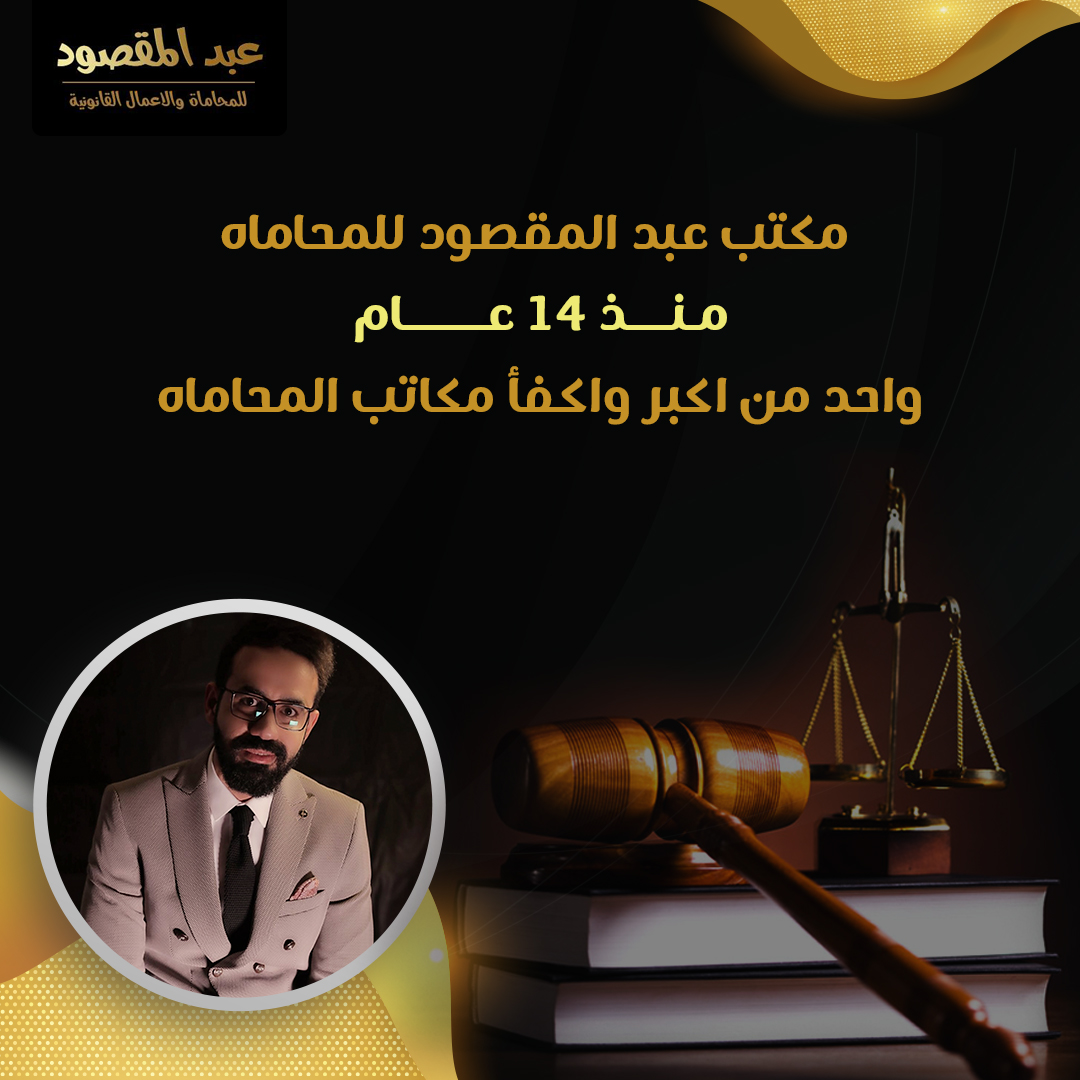 عبد المقصود
للمحاماة والاعمال القانونية
مكتب عبد المقصود للمحاماه
منـــذ 14 عـــــام
واحد من اكبر واكفأ مكاتب المحاماه